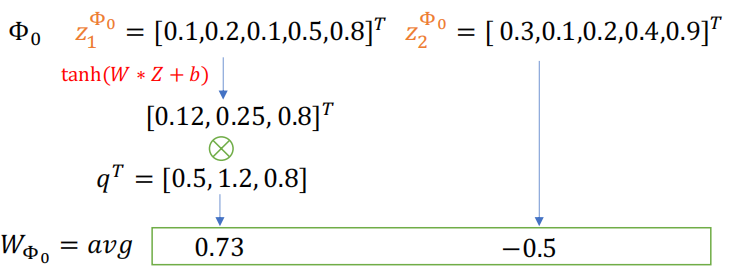 Φ₀ z₁^Φ₀ = [0.1,0.2,0.1,0.5,0.8]ᵀ z₂^Φ₀ = [ 0.3,0.1,0.2,0.4,0.9]ᵀ
tanh(W * Z + b)
[0.12, 0.25, 0.8]ᵀ
⊗
qᵀ = [0.5, 1.2, 0.8]
W_Φ₀ = avg 0.73 −0.5